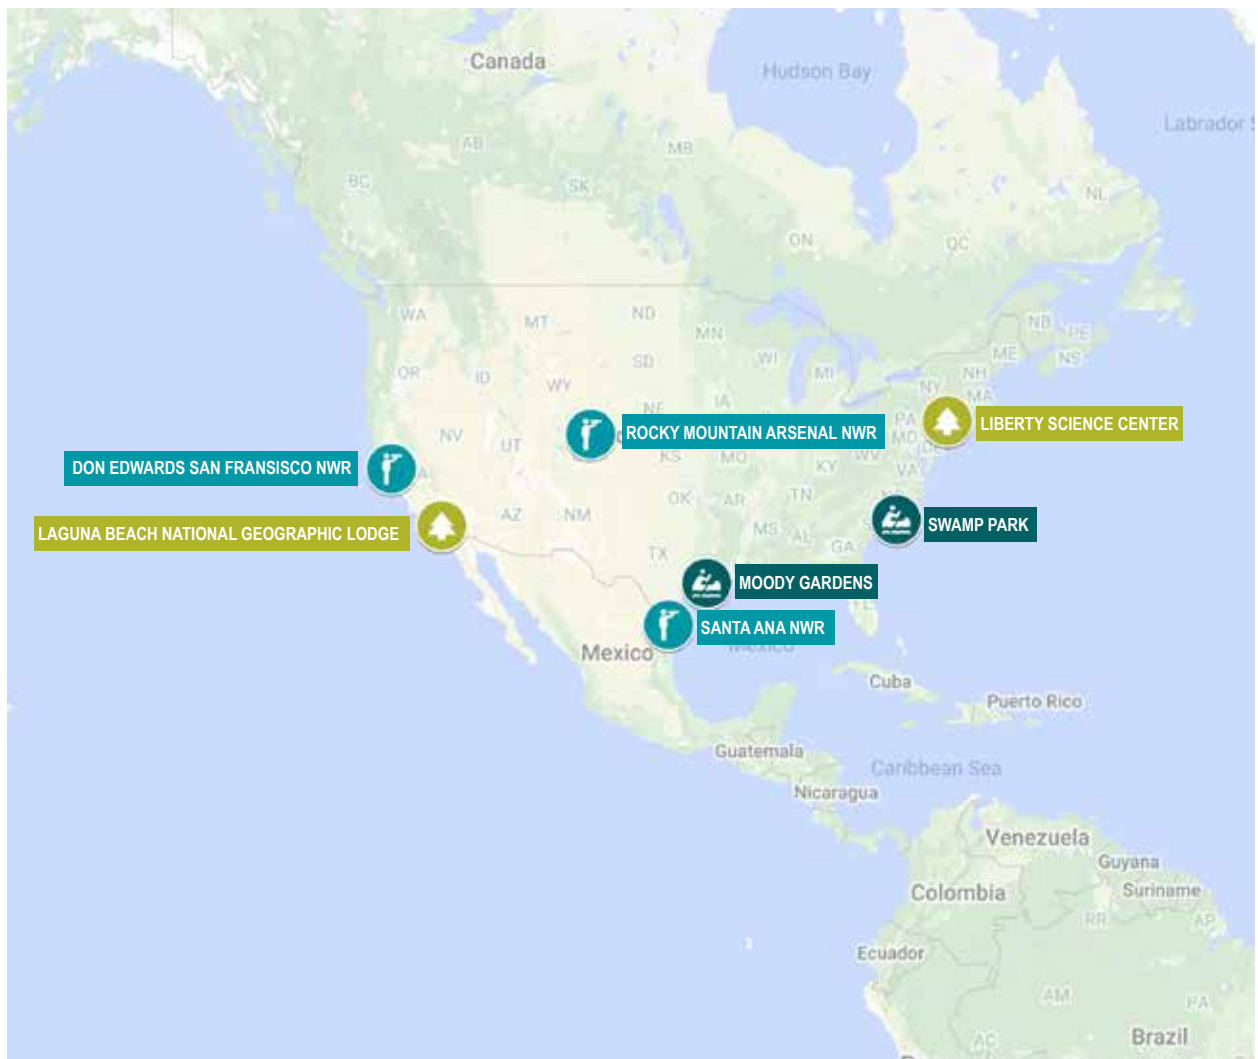 Canada
Hudson Bay
Labrador S
AB
MB
BC
SK
NL
ON
QC
WA
MT
ND
MN
NB
PE
OR
ID
SD
WI
MI
ME
NS
WY
NH
NY
MA
IA
NE
PA
LIBERTY SCIENCE CENTER
NV
UT
ROCKY MOUNTAIN ARSENAL NWR
MD
DE
KS
MO
KY
WV
VA
DON EDWARDS SAN FRANSISCO NWR
OK
AR
TN
AZ
NM
MS
AL
GA
SWAMP PARK
LAGUNA BEACH NATIONAL GEOGRAPHIC LODGE
TX
MOODY GARDENS
FL
SANTA ANA NWR
Mexico
Mexico
Cuba
Puerto Rico
Guatemala
Caribbean Sea
Nicaragua
Venezuela
Guyana
Colombia
Suriname
RR
AP
Ecuador
AM
PA
AC
Brazil